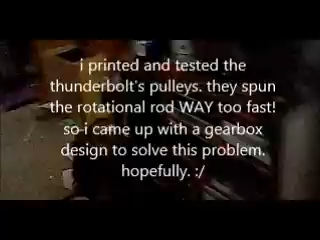 i printed and tested the
thunderbolt's pulleys. they spun
the rotational rod WAY too fast!
so i came up with a gearbox
design to solve this problem.
hopefully. :/